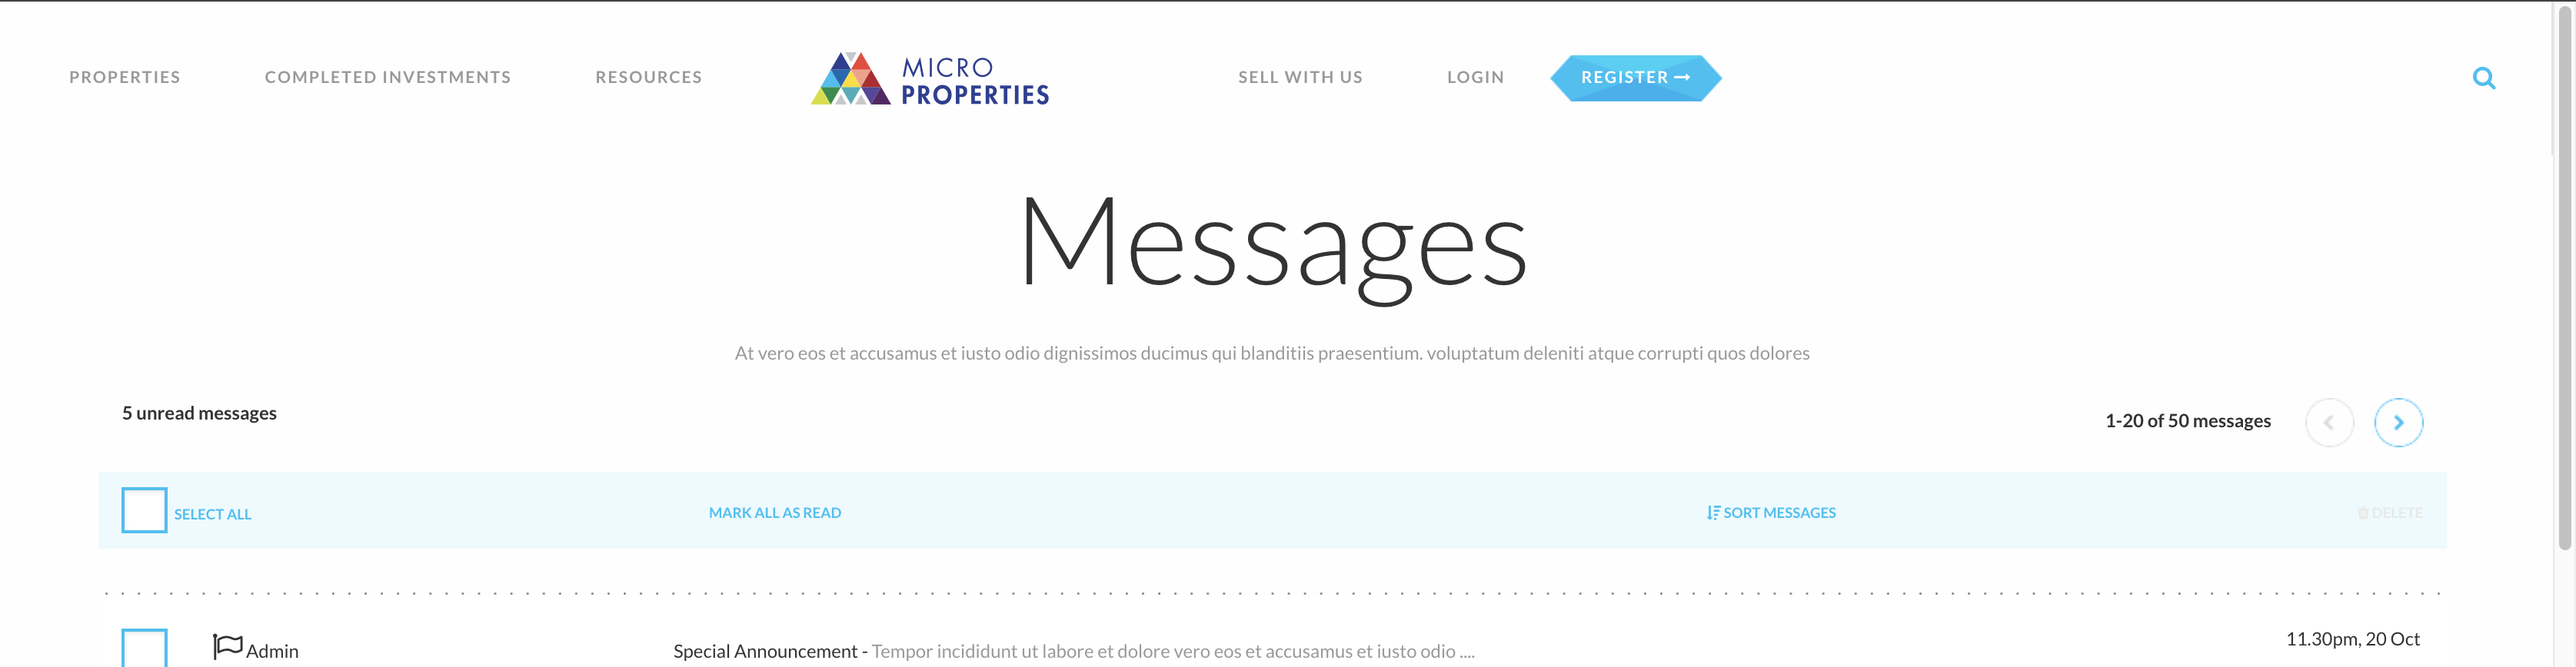 PROPERTIES COMPLETED INVESTMENTS RESOURCES MICRO PROPERTIES SELL WITH US LOGIN REGISTER →
Messages
At vero eos et accusamus et iusto odio dignissimos ducimus qui blanditiis praesentium. voluptatum deleniti atque corrupti quos dolores
5 unread messages 1-20 of 50 messages
SELECT ALL MARK ALL AS READ SORT MESSAGES DELETE
Admin Special Announcement - Tempor incididunt ut labore et dolore vero eos et accusamus et iusto odio .... 11.30pm, 20 Oct